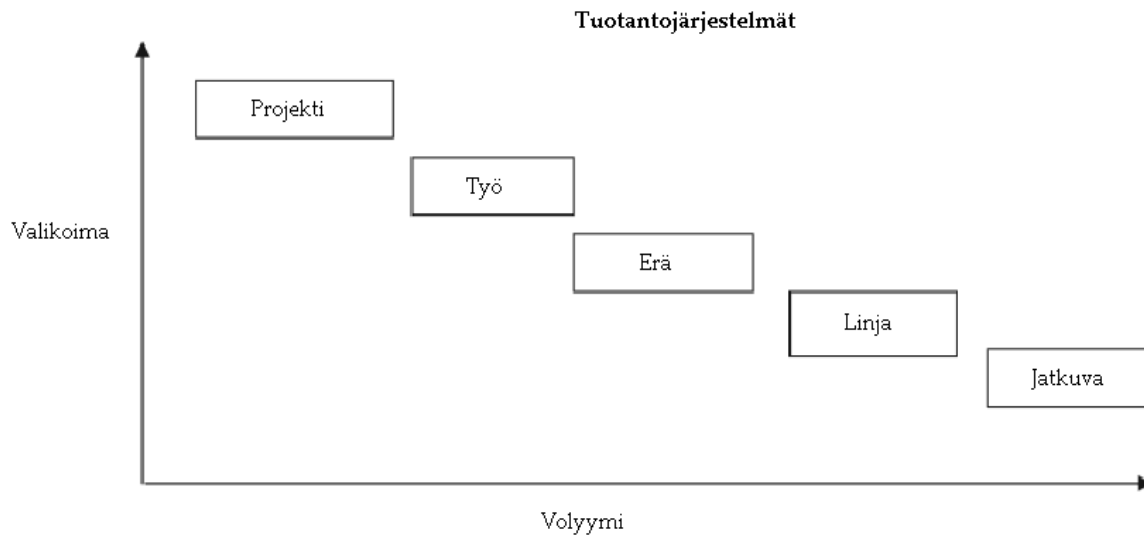 Tuotantojärjestelmät
Projekti
Työ
Valikoima
Erä
Linja
Jatkuva
Volyymi